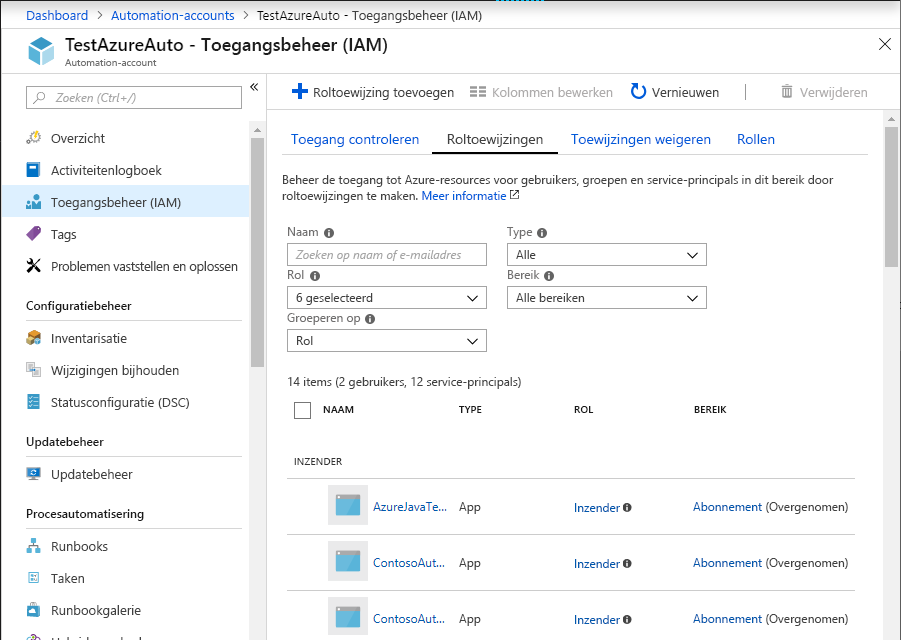 Dashboard > Automation-accounts > TestAzureAuto - Toegangsbeheer (IAM)
TestAzureAuto - Toegangsbeheer (IAM)
Automation-account
Zoeken (Ctrl+/)
Overzicht
Activiteitenlogboek
Toegangsbeheer (IAM)
Tags
Problemen vaststellen en oplossen
Configuratiebeheer
Inventarisatie
Wijzigingen bijhouden
Statusconfiguratie (DSC)
Updatebeheer
Updatebeheer
Procesautomatisering
Runbooks
Taken
Runbookgalerie
Roltoewijzing toevoegen Kolommen bewerken Vernieuwen Verwijderen
Toegang controleren Roltoewijzingen Toewijzingen weigeren Rollen
Beheer de toegang tot Azure-resources voor gebruikers, groepen en service-principals in dit bereik door
roltoewijzingen te maken. Meer informatie
Naam Type
Zoeken op naam of e-mailadres Alle
Rol Bereik
6 geselecteerd Alle bereiken
Groeperen op
Rol
14 items (2 gebruikers, 12 service-principals)
NAAM TYPE ROL BEREIK
INZENDER
AzureJavaTe... App Inzender Abonnement (Overgenomen)
ContosoAut... App Inzender Abonnement (Overgenomen)
ContosoAut... App Inzender Abonnement (Overgenomen)